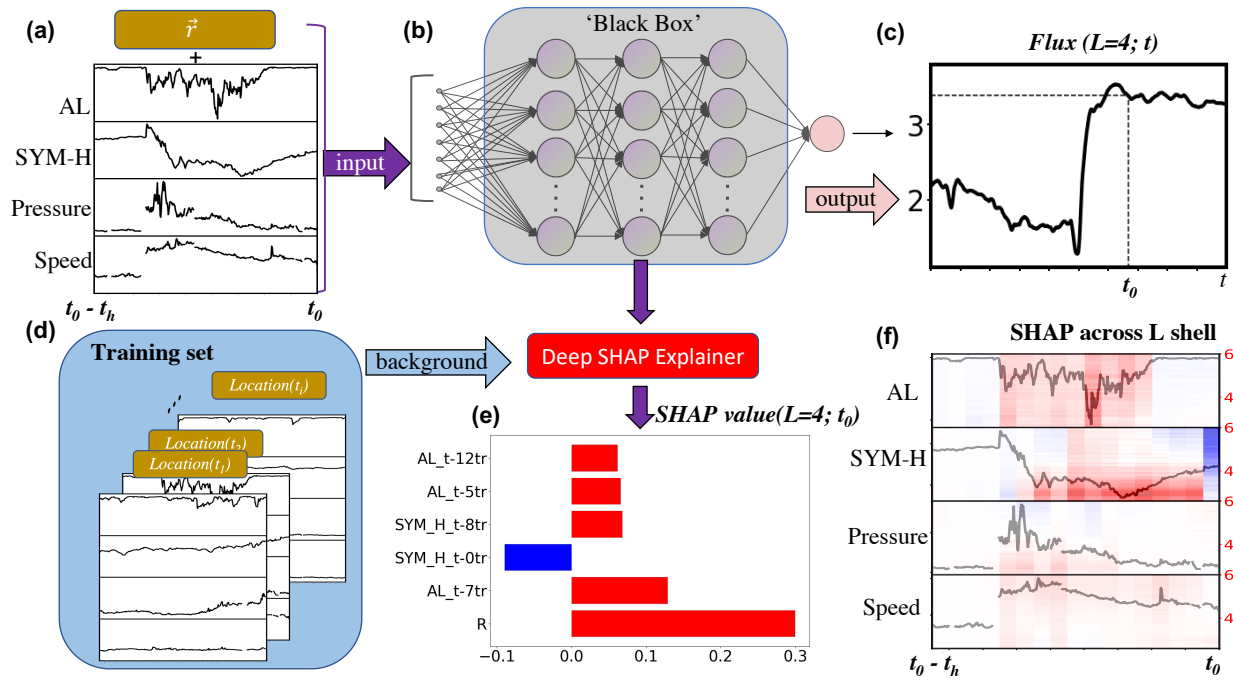 (a)
r⃗
+
AL
SYM-H
Pressure
Speed
t₀ - tₕ
t₀
input
(b)
'Black Box'
output
(c)
Flux (L=4; t)
3
2
t₀
t
(d)
Training set
Location(tᵢ)
Location(t₂)
Location(t₁)
background
Deep SHAP Explainer
(e)
SHAP value(L=4; t₀)
AL_t-12tr
AL_t-5tr
SYM_H_t-8tr
SYM_H_t-0tr
AL_t-7tr
R
−0.1 0.0 0.1 0.2 0.3
(f)
SHAP across L shell
AL
SYM-H
Pressure
Speed
6
4
6
4
6
4
6
4
t₀ - tₕ
t₀